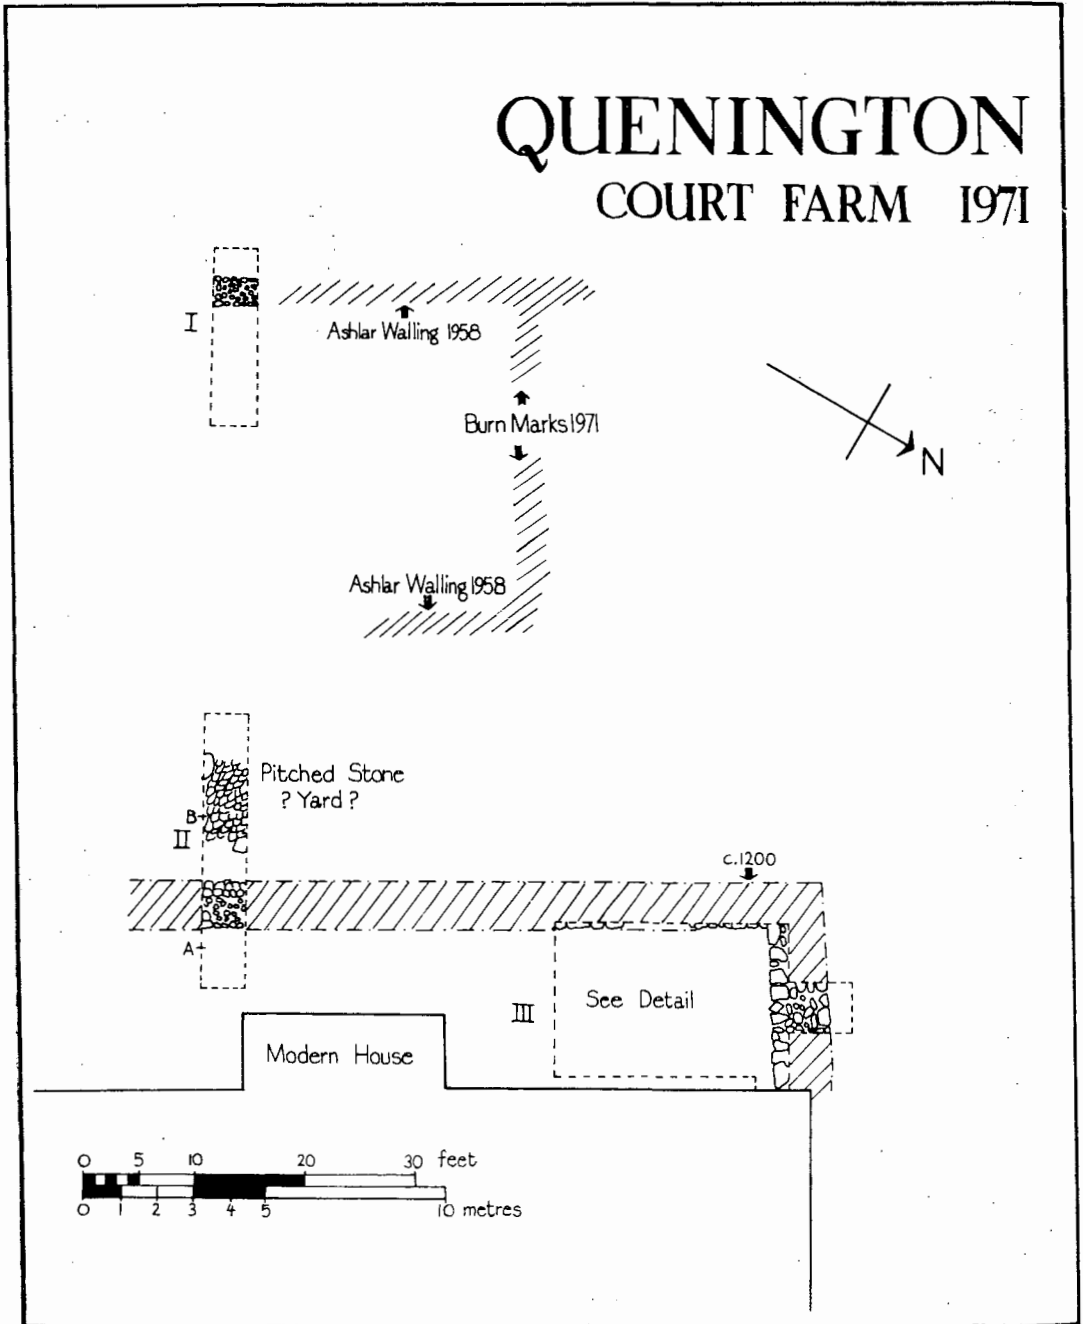 QUENINGTON
COURT FARM 1971
I
Ashlar Walling 1958
Burn Marks 1971
N
Ashlar Walling 1958
Pitched Stone
? Yard ?
B
II
c.1200
A
III
See Detail
Modern House
0 5 10 20 30 feet
0 1 2 3 4 5 10 metres